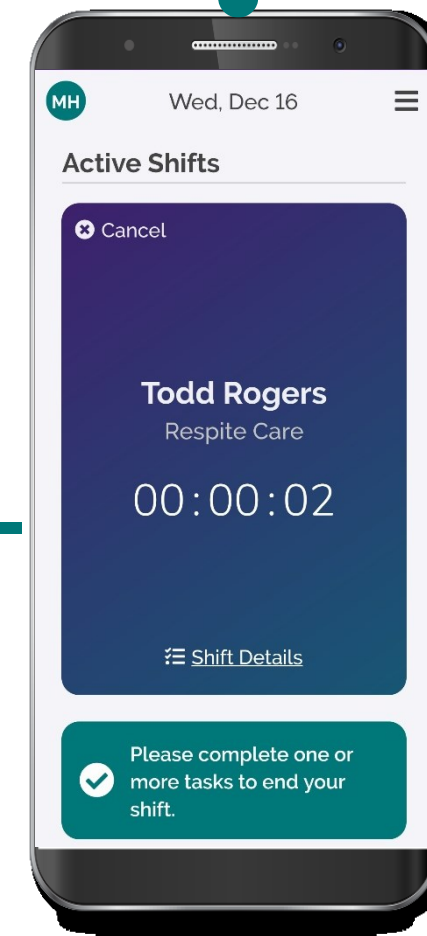 MH
Wed, Dec 16
Active Shifts
Cancel
Todd Rogers
Respite Care
00:00:02
Shift Details
Please complete one or
more tasks to end your
shift.